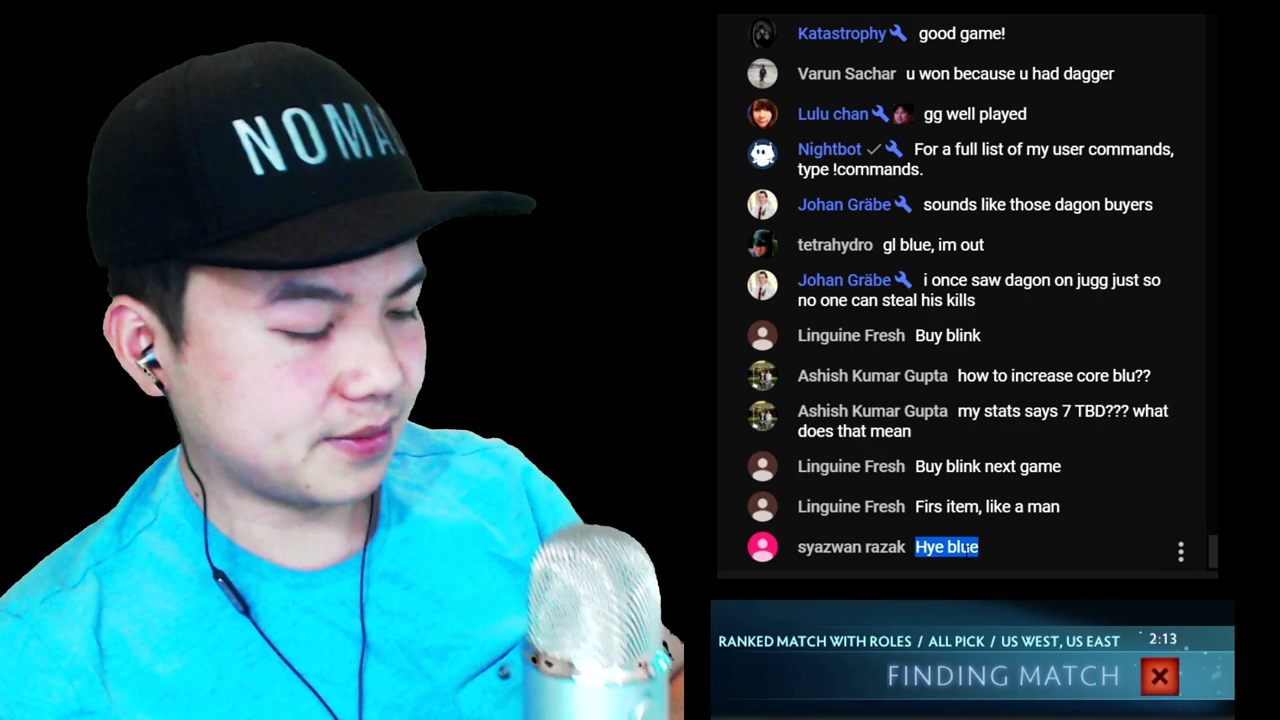 NOMA
Katastrophy good game!
Varun Sachar u won because u had dagger
Lulu chan gg well played
Nightbot For a full list of my user commands,
type !commands.
Johan Gräbe sounds like those dagon buyers
tetrahydro gl blue, im out
Johan Gräbe i once saw dagon on jugg just so
no one can steal his kills
Linguine Fresh Buy blink
Ashish Kumar Gupta how to increase core blu??
Ashish Kumar Gupta my stats says 7 TBD??? what
does that mean
Linguine Fresh Buy blink next game
Linguine Fresh Firs item, like a man
syazwan razak Hye blue
RANKED MATCH WITH ROLES / ALL PICK / US WEST, US EAST 2:13
FINDING MATCH